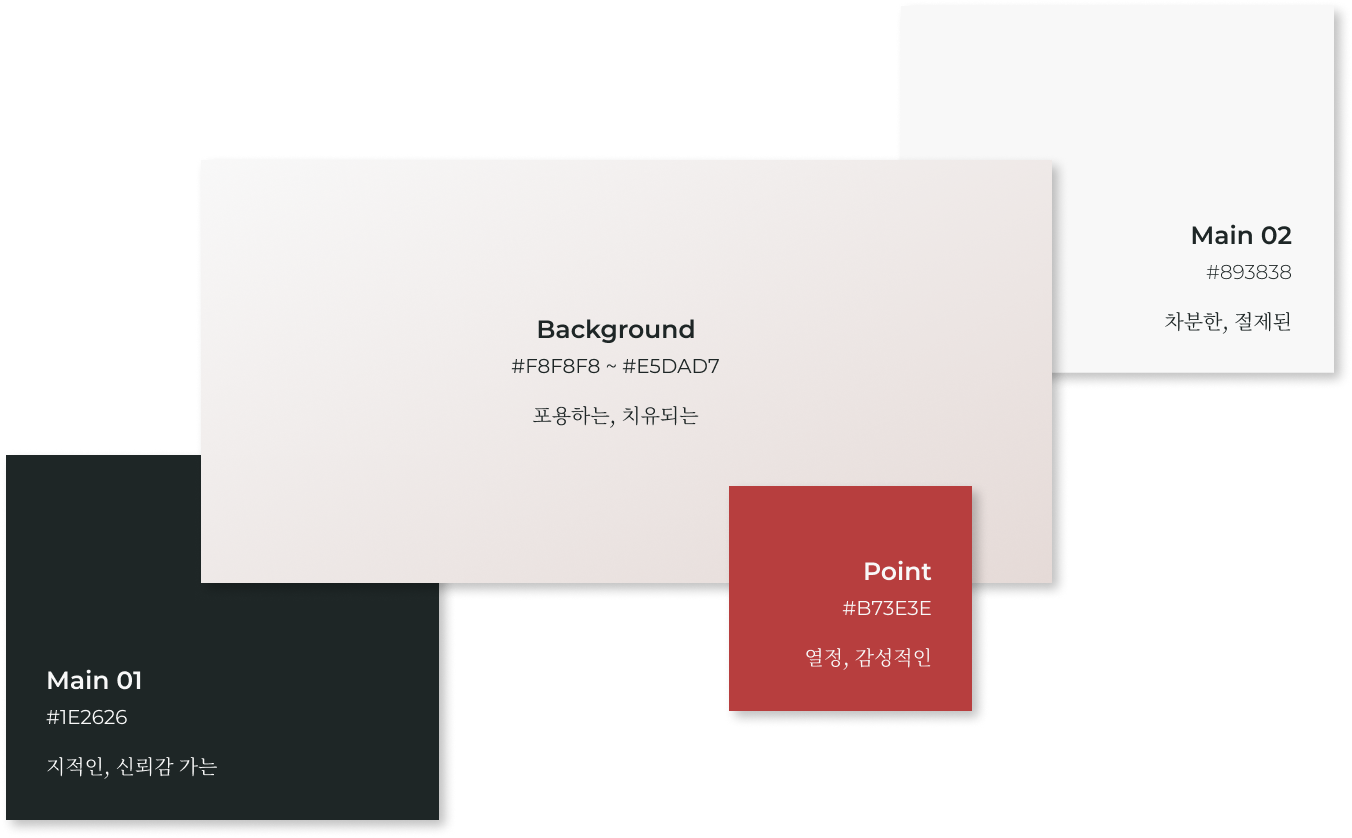 Main 02
#893838
차분한, 절제된
Background
#F8F8F8 ~ #E5DAD7
포용하는, 치유되는
Point
#B73E3E
열정, 감성적인
Main 01
#1E2626
지적인, 신뢰감 가는